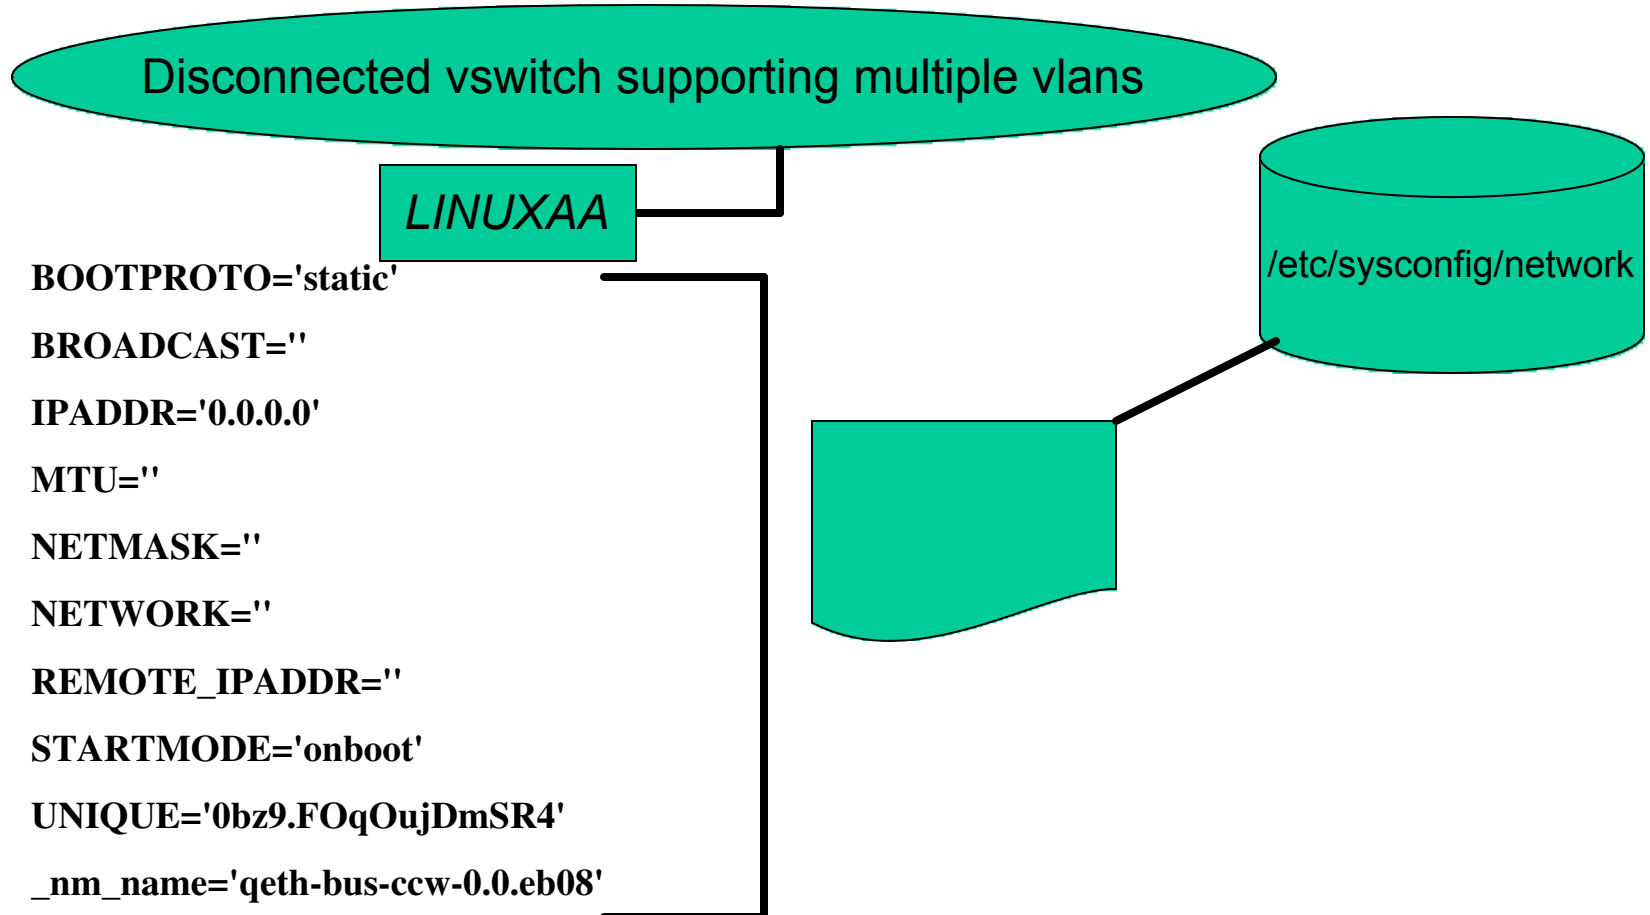 Disconnected vswitch supporting multiple vlans
LINUXAA
/etc/sysconfig/network
BOOTPROTO='static'
BROADCAST=''
IPADDR='0.0.0.0'
MTU=''
NETMASK=''
NETWORK=''
REMOTE_IPADDR=''
STARTMODE='onboot'
UNIQUE='0bz9.FOqOujDmSR4'
_nm_name='qeth-bus-ccw-0.0.eb08'